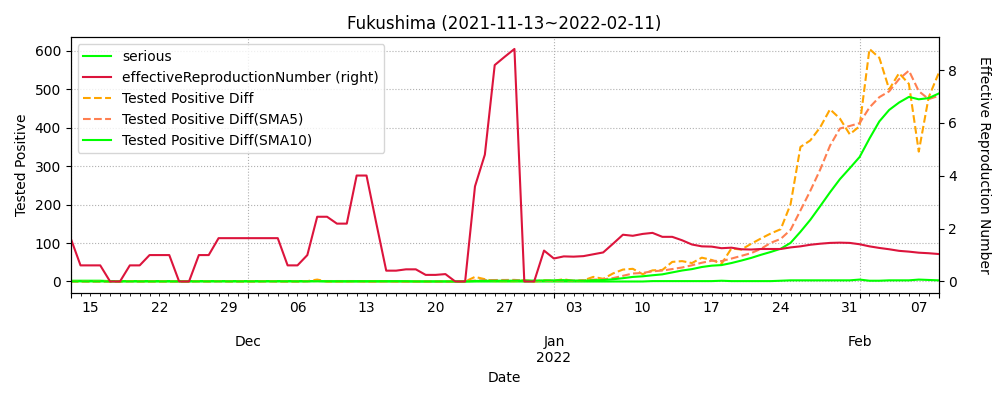 Fukushima (2021-11-13~2022-02-11)
serious
effectiveReproductionNumber (right)
Tested Positive Diff
Tested Positive Diff(SMA5)
Tested Positive Diff(SMA10)
Tested Positive
600
500
400
300
200
100
0
8
6
4
2
0
Effective Reproduction Number
15 22 29 06 13 20 27 03 10 17 24 31 07
Dec Jan Feb
2022
Date